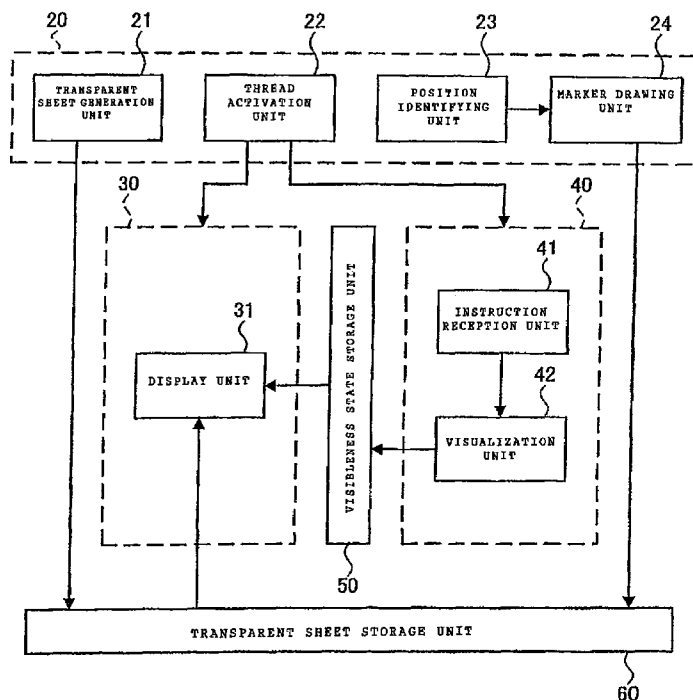 20
21
22
23
24
TRANSPARENT
SHEET GENERATION
UNIT
THREAD
ACTIVATION
UNIT
POSITION
IDENTIFYING
UNIT
MARKER DRAWING
UNIT
30
40
31
DISPLAY UNIT
VISIBLENESS STATE STORAGE UNIT
50
41
INSTRUCTION
RECEPTION UNIT
42
VISUALIZATION
UNIT
TRANSPARENT SHEET STORAGE UNIT
60